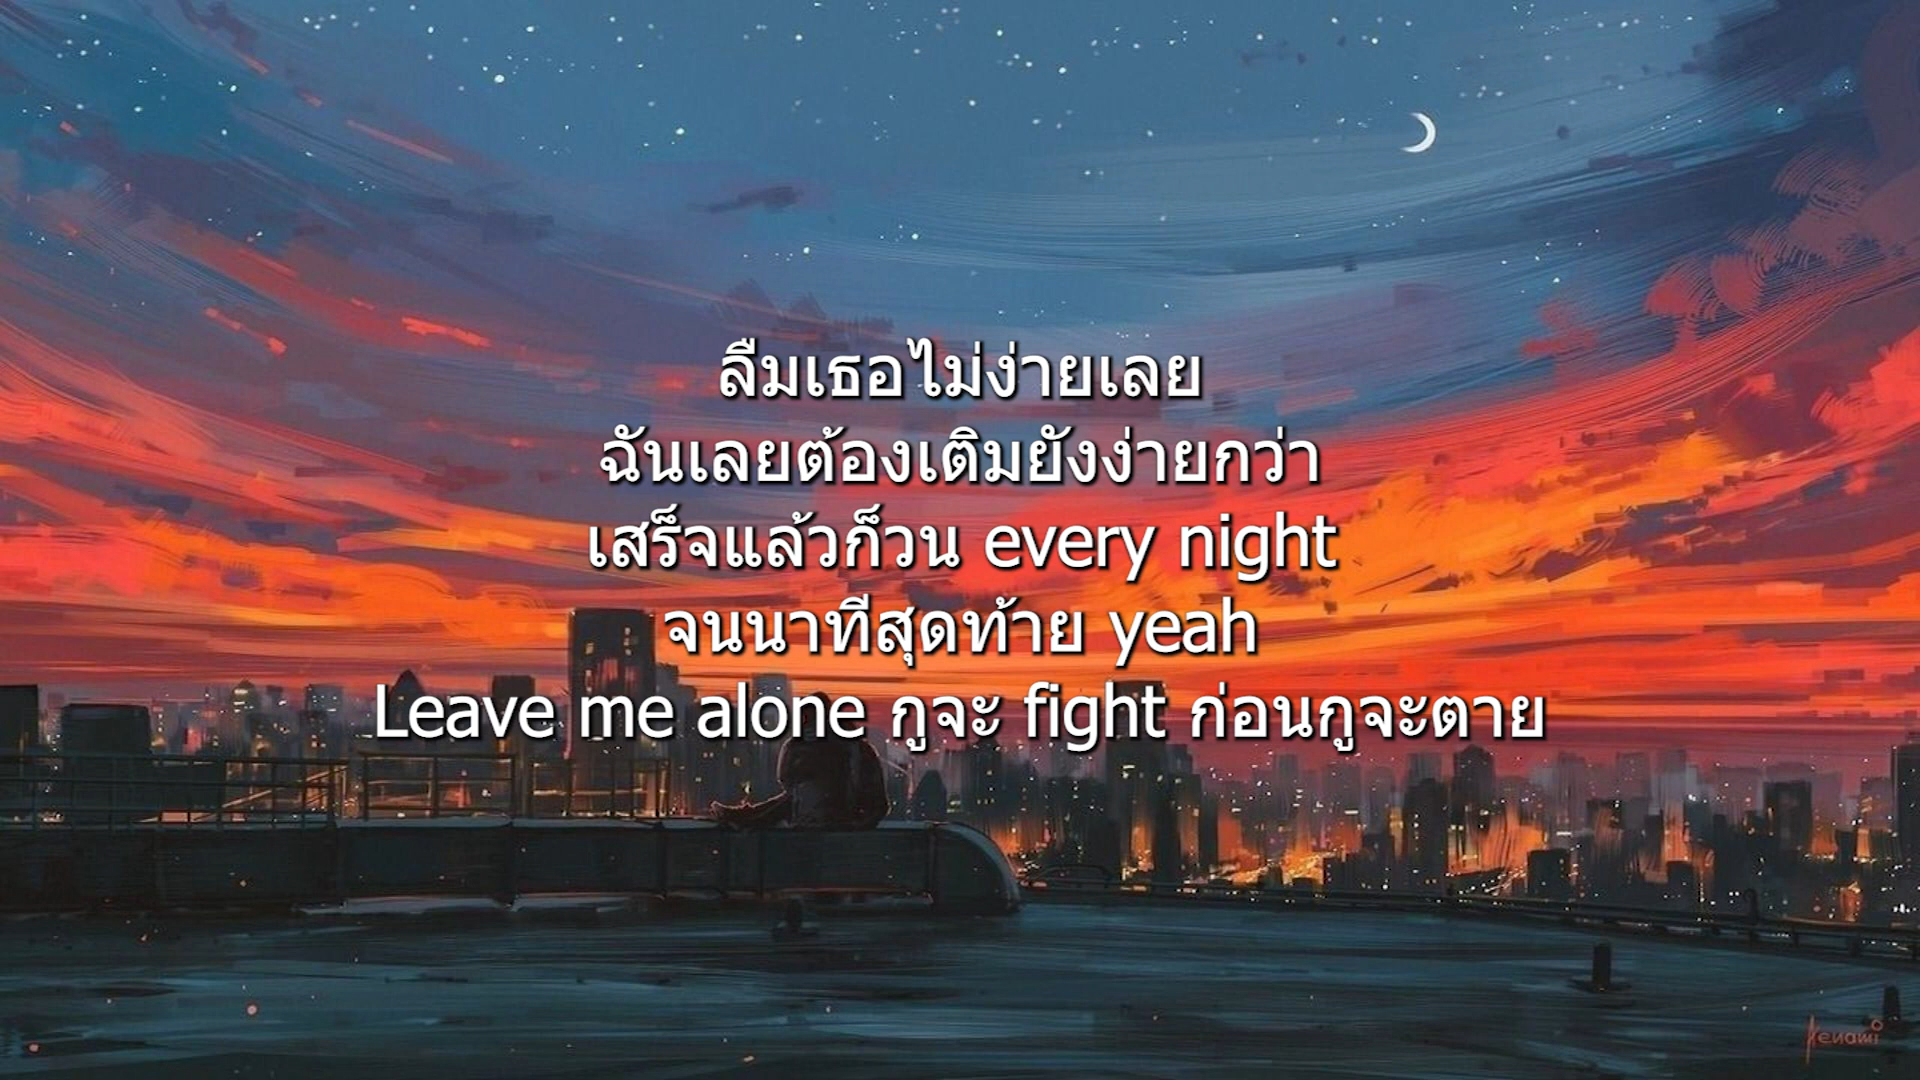 ลืมเธอไม่ง่ายเลย
ฉันเลยต้องเติมยังง่ายกว่า
เสร็จแล้วก็วน every night
จนนาทีสุดท้าย yeah
Leave me alone กูจะ fight ก่อนกูจะตาย
Aenami